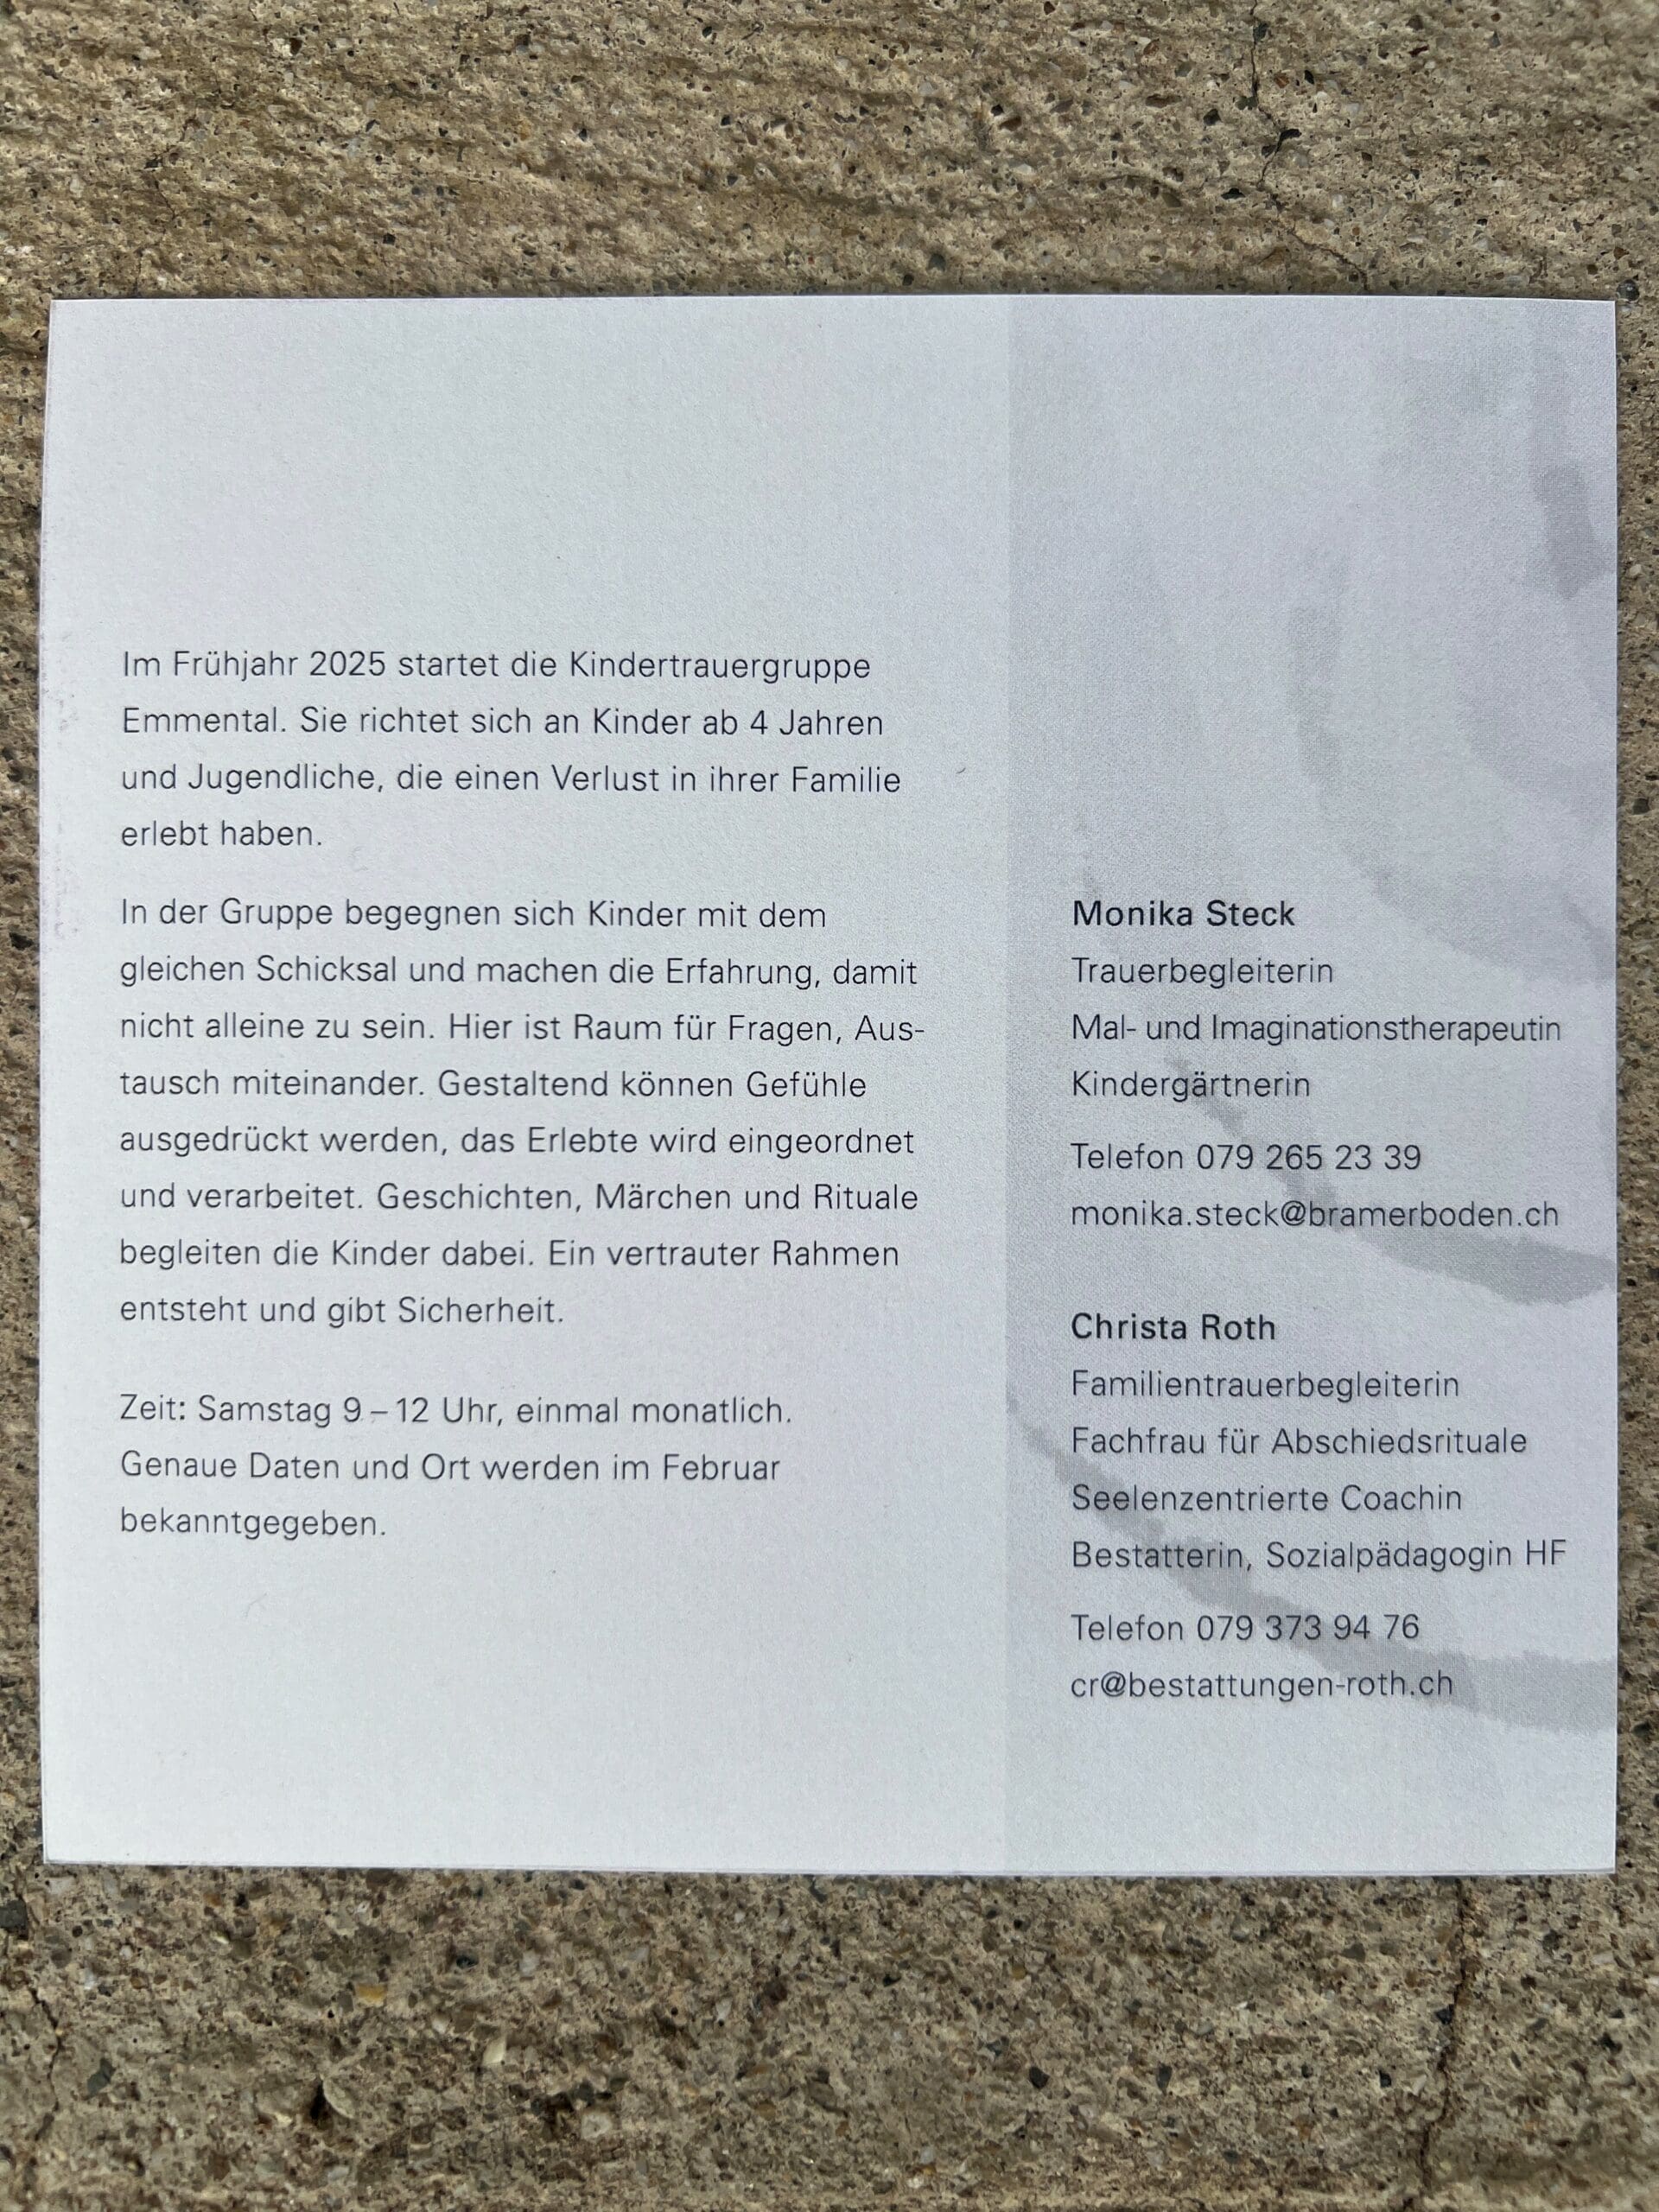 Im Frühjahr 2025 startet die Kindertrauergruppe
Emmental. Sie richtet sich an Kinder ab 4 Jahren
und Jugendliche, die einen Verlust in ihrer Familie
erlebt haben.
In der Gruppe begegnen sich Kinder mit dem
gleichen Schicksal und machen die Erfahrung, damit
nicht alleine zu sein. Hier ist Raum für Fragen, Aus-
tausch miteinander. Gestaltend können Gefühle
ausgedrückt werden, das Erlebte wird eingeordnet
und verarbeitet. Geschichten, Märchen und Rituale
begleiten die Kinder dabei. Ein vertrauter Rahmen
entsteht und gibt Sicherheit.
Zeit: Samstag 9 – 12 Uhr, einmal monatlich.
Genaue Daten und Ort werden im Februar
bekanntgegeben.
Monika Steck
Trauerbegleiterin
Mal- und Imaginationstherapeutin
Kindergärtnerin
Telefon 079 265 23 39
monika.steck@bramerboden.ch
Christa Roth
Familientrauerbegleiterin
Fachfrau für Abschiedsrituale
Seelenzentrierte Coachin
Bestatterin, Sozialpädagogin HF
Telefon 079 373 94 76
cr@bestattungen-roth.ch